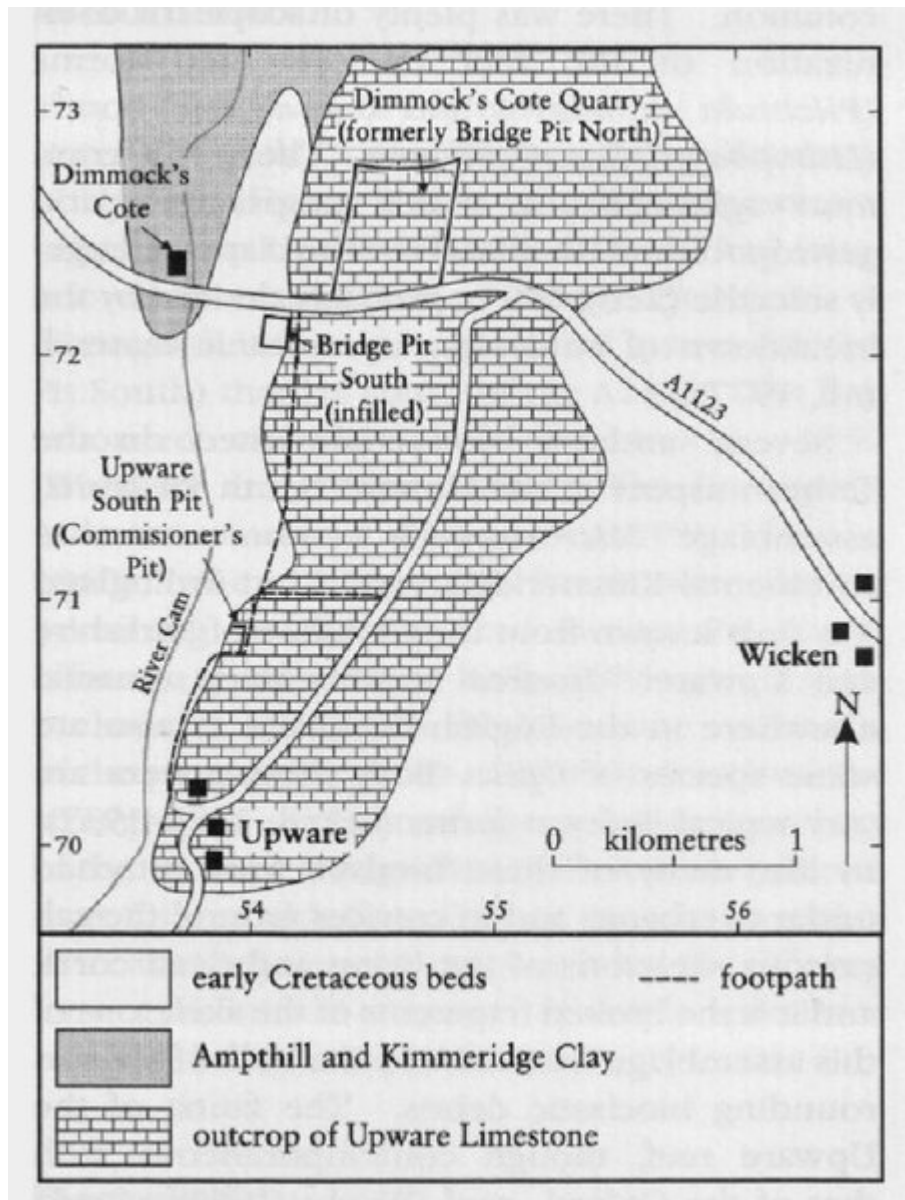 73
Dimmock's Cote Quarry
(formerly Bridge Pit North)
Dimmock's
Cote
72
Bridge Pit
South
(infilled)
A1123
Upware
South Pit
(Commisioner's
Pit)
71
River Cam
Wicken
N
70
Upware
0 kilometres 1
54 55 56
early Cretaceous beds
footpath
Ampthill and Kimmeridge Clay
outcrop of Upware Limestone